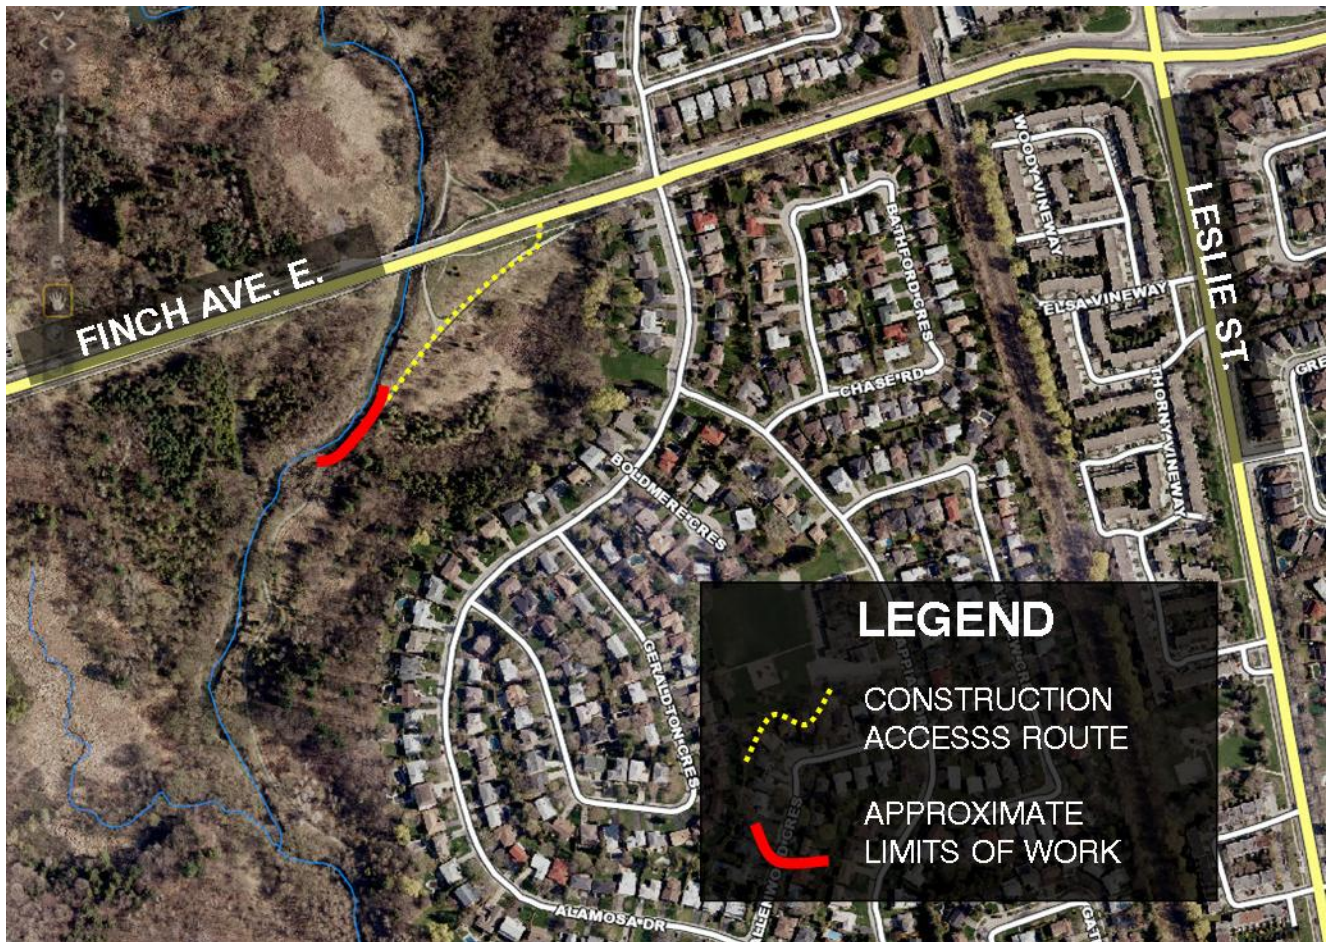 FINCH AVE. E.
LESLIE ST.
WOODY VINEWAY
BATHFORD CRES
ELSA VINEWAY
CHASE RD
THORNY VINEWAY
GRE
BOLDMERE CRES
GERALDTON CRES
ALAMOSA DR
LEGEND
CONSTRUCTION
ACCESSS ROUTE
APPROXIMATE
LIMITS OF WORK